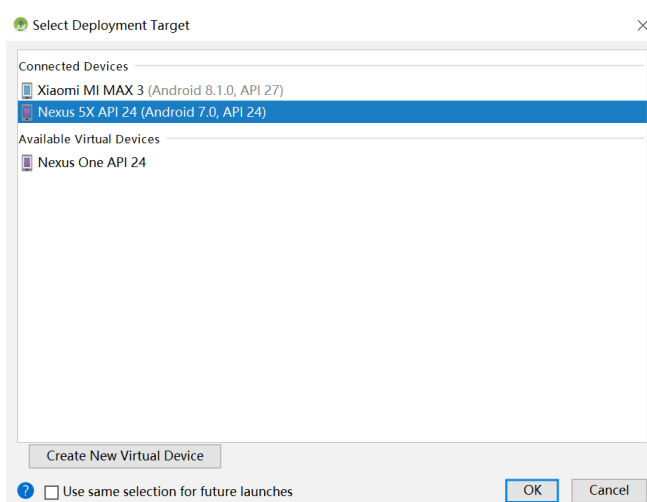 Select Deployment Target
Connected Devices
Xiaomi MI MAX 3 (Android 8.1.0, API 27)
Nexus 5X API 24 (Android 7.0, API 24)
Available Virtual Devices
Nexus One API 24
Create New Virtual Device
? Use same selection for future launches OK Cancel